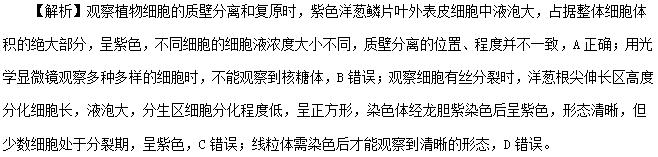 【解析】观察植物细胞的质壁分离和复原时，紫色洋葱鳞片叶外表皮细胞中液泡大，占据整体细胞体
积的绝大部分，呈紫色，不同细胞的细胞液浓度大小不同，质壁分离的位置、程度并不一致，A 正确；用光
学显微镜观察多种多样的细胞时，不能观察到核糖体，B 错误；观察细胞有丝分裂时，洋葱根尖伸长区高度
分化细胞长，液泡大，分生区细胞分化程度低，呈正方形，染色体经龙胆紫染色后呈紫色，形态清晰，但
少数细胞处于分裂期，呈紫色，C 错误；线粒体需染色后才能观察到清晰的形态，D 错误。